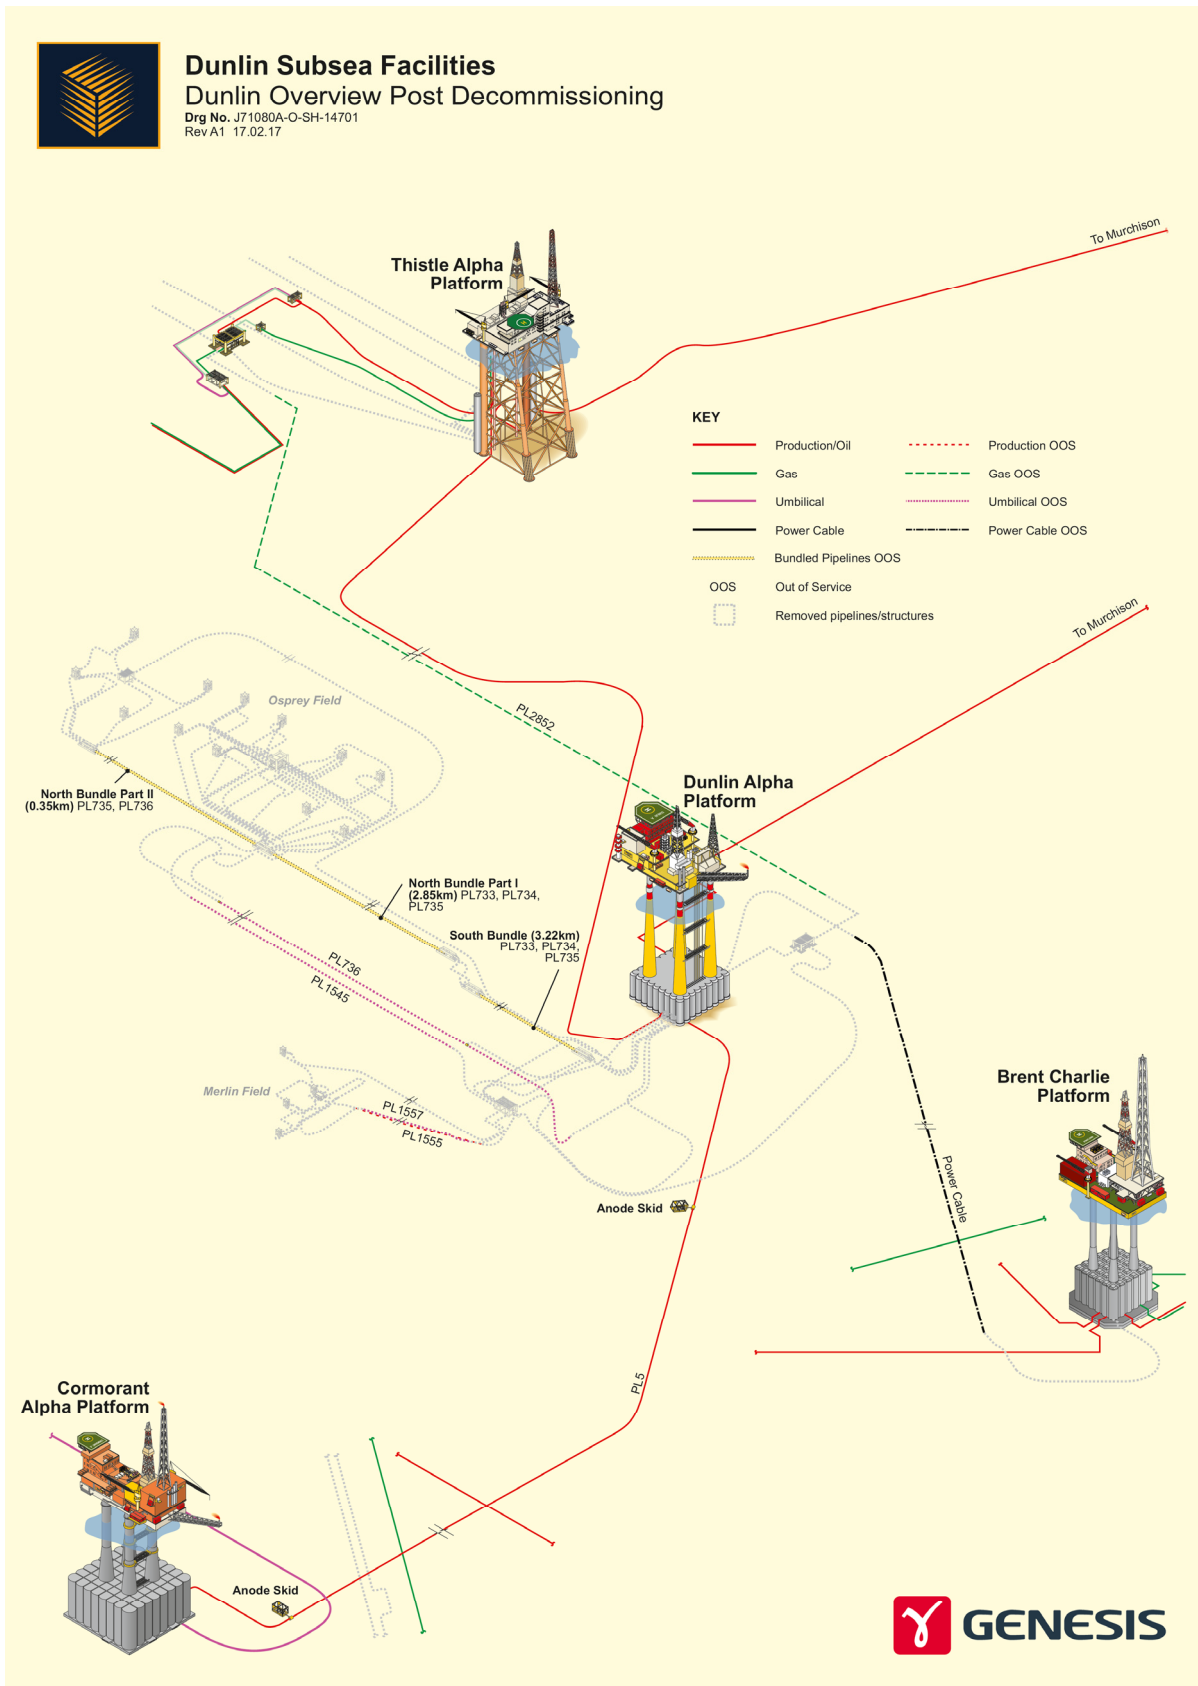 Dunlin Subsea Facilities
Dunlin Overview Post Decommissioning
Drg No. J71080A-O-SH-14701
Rev A1 17.02.17
To Murchison
Thistle Alpha
Platform
KEY
Production/Oil
Production OOS
Gas
Gas OOS
Umbilical
Umbilical OOS
Power Cable
Power Cable OOS
Bundled Pipelines OOS
OOS
Out of Service
Removed pipelines/structures
To Murchison
Osprey Field
PL2852
Dunlin Alpha
Platform
North Bundle Part II
(0.35km) PL735, PL736
North Bundle Part I
(2.85km) PL733, PL734,
PL735
South Bundle (3.22km)
PL733, PL734,
PL735
PL736
PL1545
Merlin Field
PL1557
PL1555
Brent Charlie
Platform
Power Cable
Anode Skid
PL5
Cormorant
Alpha Platform
Anode Skid
GENESIS